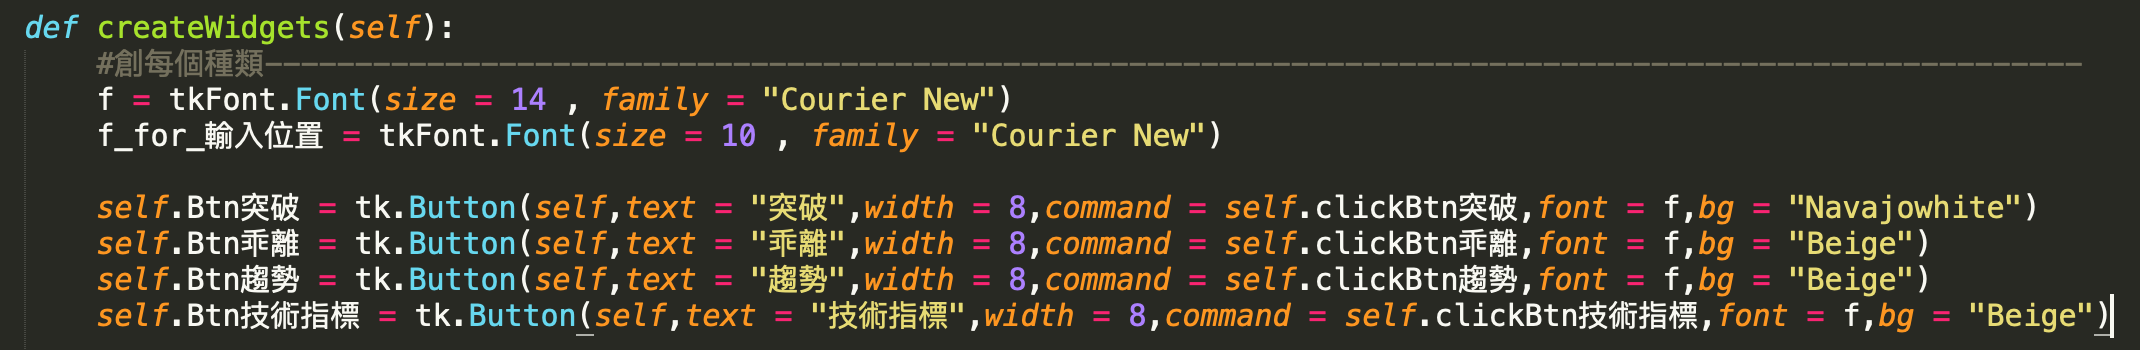 def createWidgets(self):
#創每個種類-----------------------------------------------------------------------------------------------------
f = tkFont.Font(size = 14 , family = "Courier New")
f_for_輸入位置 = tkFont.Font(size = 10 , family = "Courier New")
self.Btn突破 = tk.Button(self,text = "突破",width = 8,command = self.clickBtn突破,font = f,bg = "Navajowhite")
self.Btn乖離 = tk.Button(self,text = "乖離",width = 8,command = self.clickBtn乖離,font = f,bg = "Beige")
self.Btn趨勢 = tk.Button(self,text = "趨勢",width = 8,command = self.clickBtn趨勢,font = f,bg = "Beige")
self.Btn技術指標 = tk.Button(self,text = "技術指標",width = 8,command = self.clickBtn技術指標,font = f,bg = "Beige")